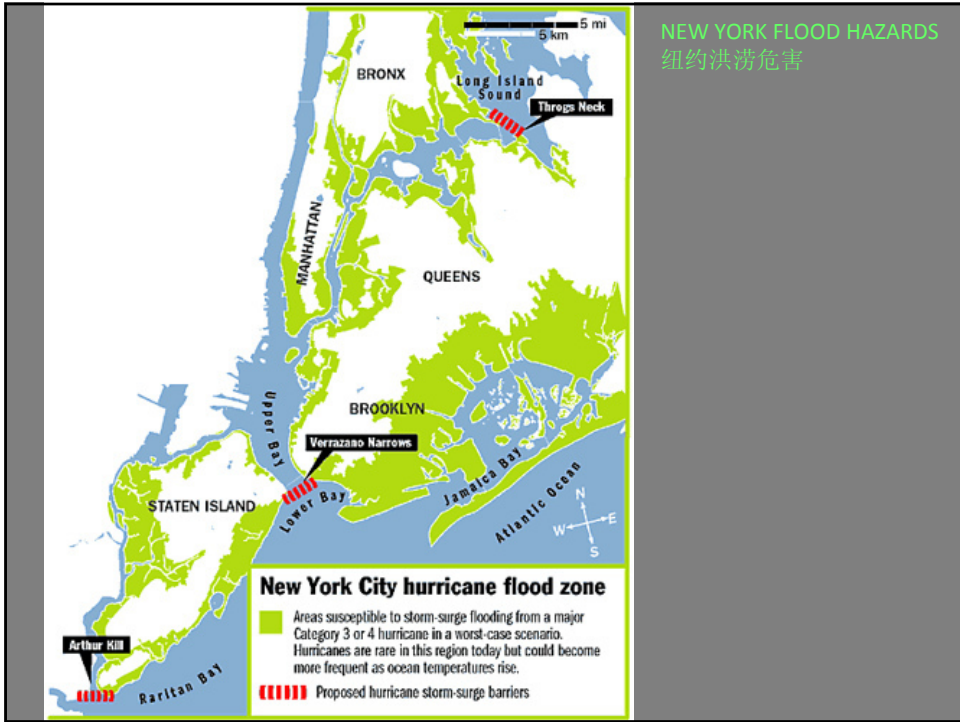 NEW YORK FLOOD HAZARDS
纽约洪涝危害
5 mi
5 km
BRONX
Long Island
Sound
Throgs Neck
MANHATTAN
QUEENS
Upper Bay
BROOKLYN
Verrazano Narrows
Jamaica Bay
STATEN ISLAND
Lower Bay
Atlantic Ocean
N
W
E
S
New York City hurricane flood zone
Areas susceptible to storm-surge flooding from a major
Category 3 or 4 hurricane in a worst-case scenario.
Hurricanes are rare in this region today but could become
more frequent as ocean temperatures rise.
Arthur Kill
Raritan Bay
Proposed hurricane storm-surge barriers